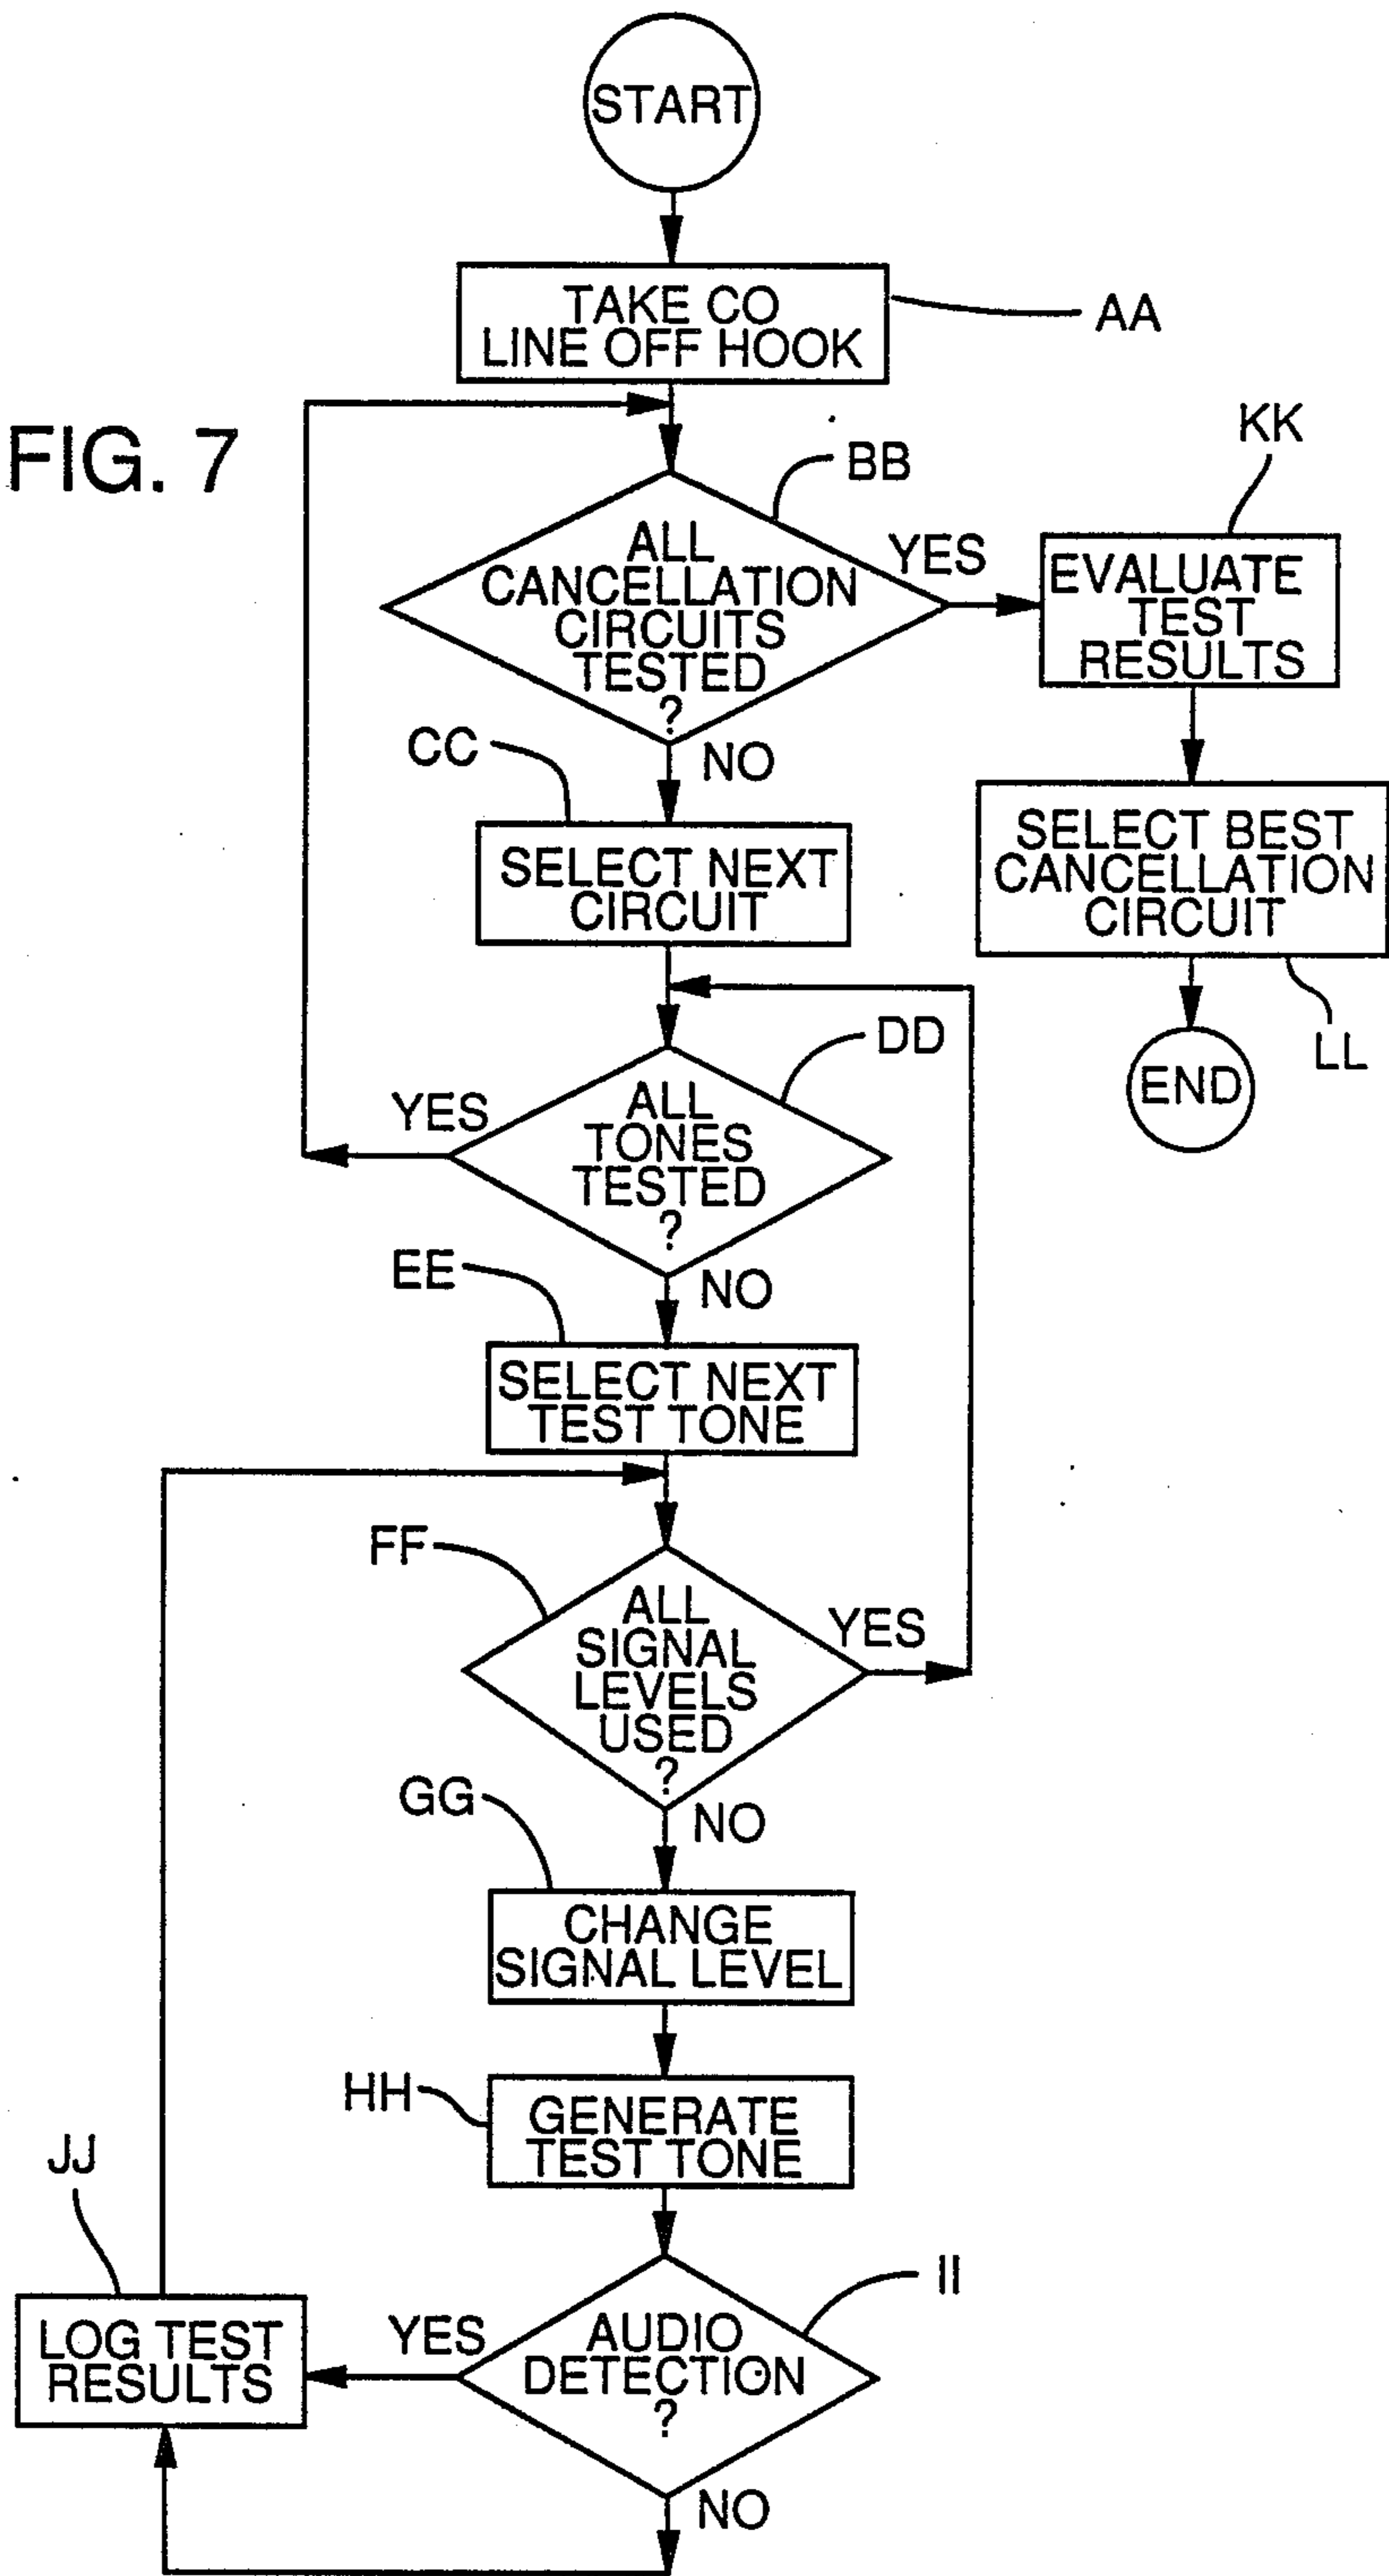 START
TAKE CO
LINE OFF HOOK
AA
FIG. 7
BB
KK
ALL
CANCELLATION
CIRCUITS
TESTED
?
YES
EVALUATE
TEST
RESULTS
CC
NO
SELECT NEXT
CIRCUIT
SELECT BEST
CANCELLATION
CIRCUIT
LL
END
DD
YES
ALL
TONES
TESTED
?
EE
NO
SELECT NEXT
TEST TONE
FF
ALL
SIGNAL
LEVELS
USED
?
YES
GG
NO
CHANGE
SIGNAL LEVEL
HH
GENERATE
TEST TONE
JJ
II
LOG TEST
RESULTS
YES
AUDIO
DETECTION
?
NO